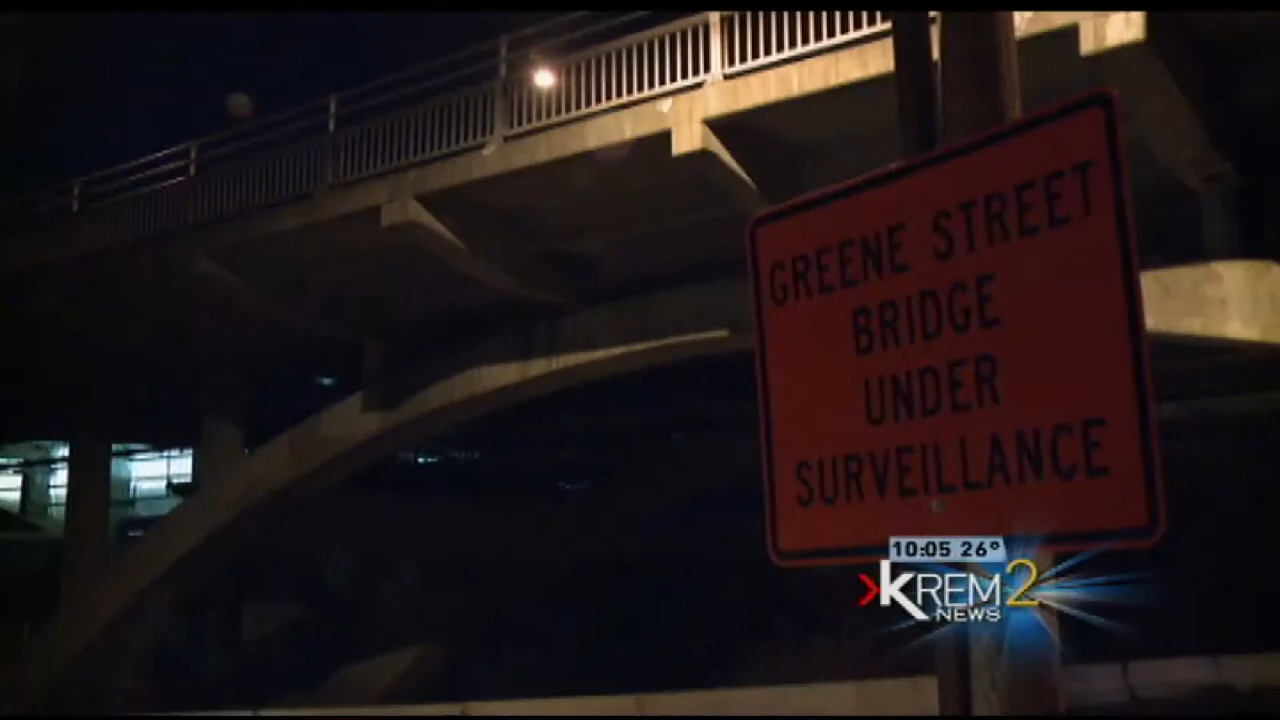 GREENE STREET
BRIDGE
UNDER
SURVEILLANCE
10:05 26°
KREM 2
NEWS